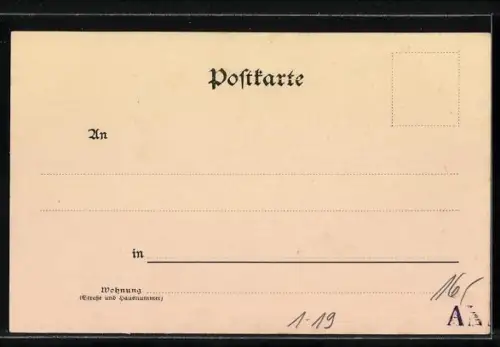 Postkarte
An
in
Wohnung
(Straße und Hausnummer)
16
A
1-19